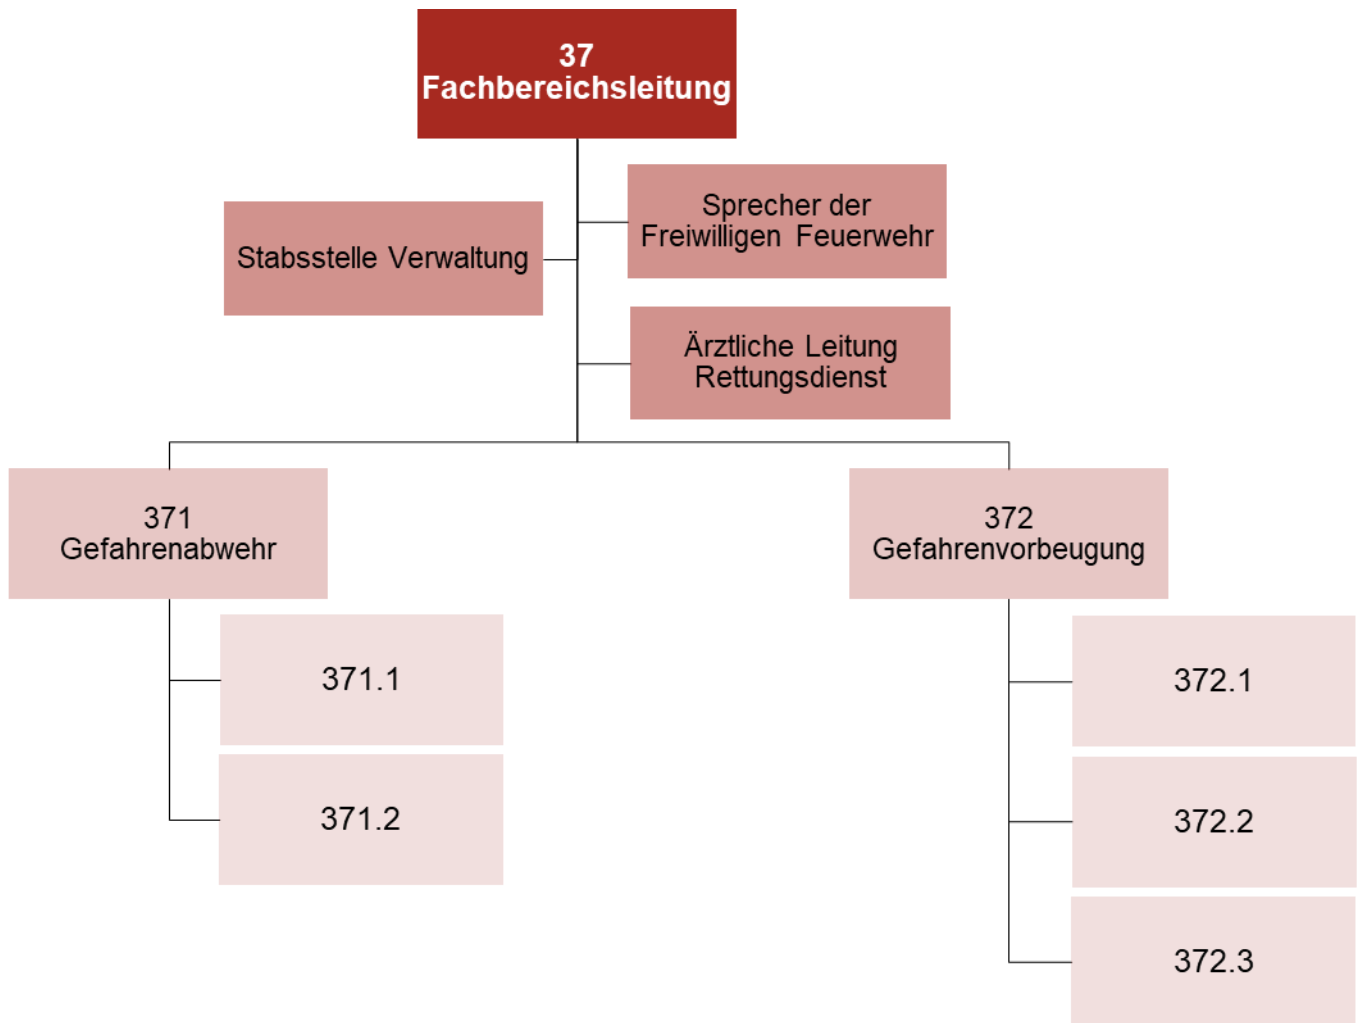 37
Fachbereichsleitung
Sprecher der
Freiwilligen Feuerwehr
Stabsstelle Verwaltung
Ärztliche Leitung
Rettungsdienst
371
Gefahrenabwehr
371.1
371.2
372
Gefahrenvorbeugung
372.1
372.2
372.3